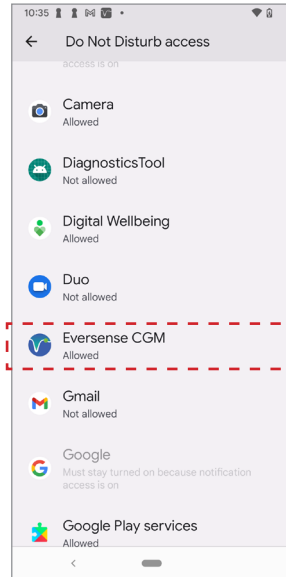 10:35
Do Not Disturb access
access is on
Camera
Allowed
DiagnosticsTool
Not allowed
Digital Wellbeing
Allowed
Duo
Not allowed
Eversense CGM
Allowed
Gmail
Not allowed
Google
Must stay turned on because notification
access is on
Google Play services
Allowed